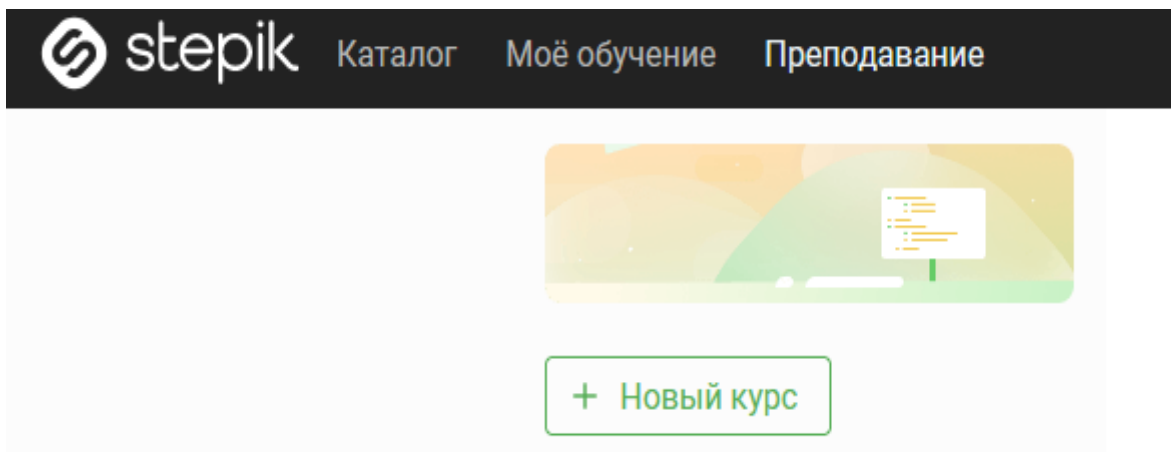 stepik Каталог Моё обучение Преподавание
+ Новый курс